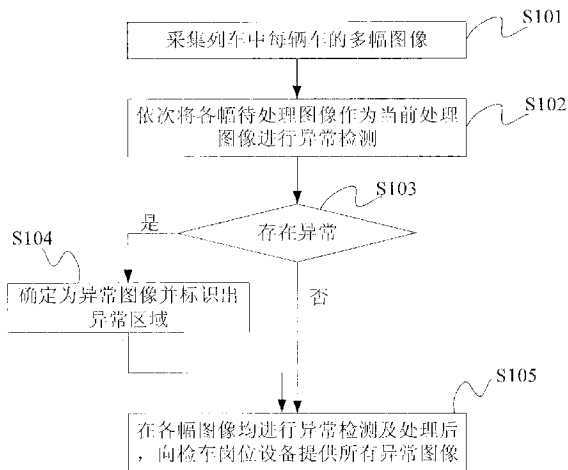 S101
采集列车中每辆车的多幅图像
S102
依次将各幅待处理图像作为当前处理
图像进行异常检测
S103
存在异常
是
S104
确定为异常图像并标识出
异常区域
否
S105
在各幅图像均进行异常检测及处理后
，向检车岗位设备提供所有异常图像